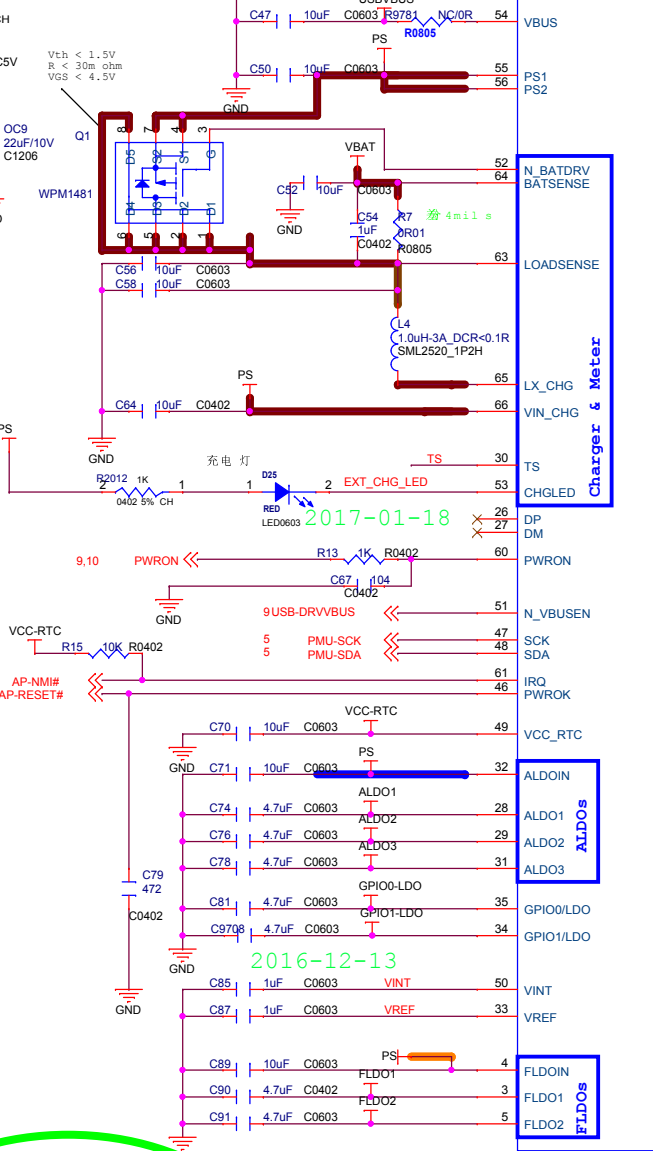 USBVBUS
C47 10uF C0603 R9781 NC/0R 54 VBUS
R0805
CH
PS
C5V
Vth < 1.5V
R < 30m ohm
VGS < 4.5V
C50 10uF C0603 55 PS1
56 PS2
GND
OC9
22uF/10V
C1206
Q1
8 7 4 3
D5 S2 S1 G
WPM1481
D4 D3 D2 D1
6 5 2 1
VBAT
52 N_BATDRV
64 BATSENSE
C52 10uF C0603
GND
C54
1uF
C0402
R7
0R01
R0805
4mil s
63 LOADSENSE
C56 10uF C0603
C58 10uF C0603
L4
1.0uH-3A_DCR<0.1R
SML2520_1P2H
PS
65 LX_CHG
C64 10uF C0402 66 VIN_CHG
GND
Charger & Meter
PS
充电 灯
TS 30 TS
R2012 1K
2 1
0402 5% CH
D25
1 2
RED
LED0603
EXT_CHG_LED 53 CHGLED
2017-01-18
26 DP
27 DM
9,10 PWRON R13 1K R0402 60 PWRON
C67 104
C0402
GND
9 USB-DRVVBUS 51 N_VBUSEN
5 PMU-SCK 47 SCK
5 PMU-SDA 48 SDA
VCC-RTC
R15 10K R0402
AP-NMI# 61 IRQ
AP-RESET# 46 PWROK
VCC-RTC
C70 10uF C0603 49 VCC_RTC
GND
PS
C71 10uF C0603 32 ALDOIN
ALDO1
C74 4.7uF C0603 28 ALDO1
ALDO2
C76 4.7uF C0603 29 ALDO2
ALDO3
C78 4.7uF C0603 31 ALDO3
ALDOs
C79
472
C0402
GND
GPIO0-LDO
C81 4.7uF C0603 35 GPIO0/LDO
GPIO1-LDO
C9708 4.7uF C0603 34 GPIO1/LDO
GND
2016-12-13
C85 1uF C0603 VINT 50 VINT
C87 1uF C0603 VREF 33 VREF
PS
C89 10uF C0603 4 FLDOIN
FLDO1
C90 4.7uF C0402 3 FLDO1
FLDO2
C91 4.7uF C0603 5 FLDO2
FLDOs
GND